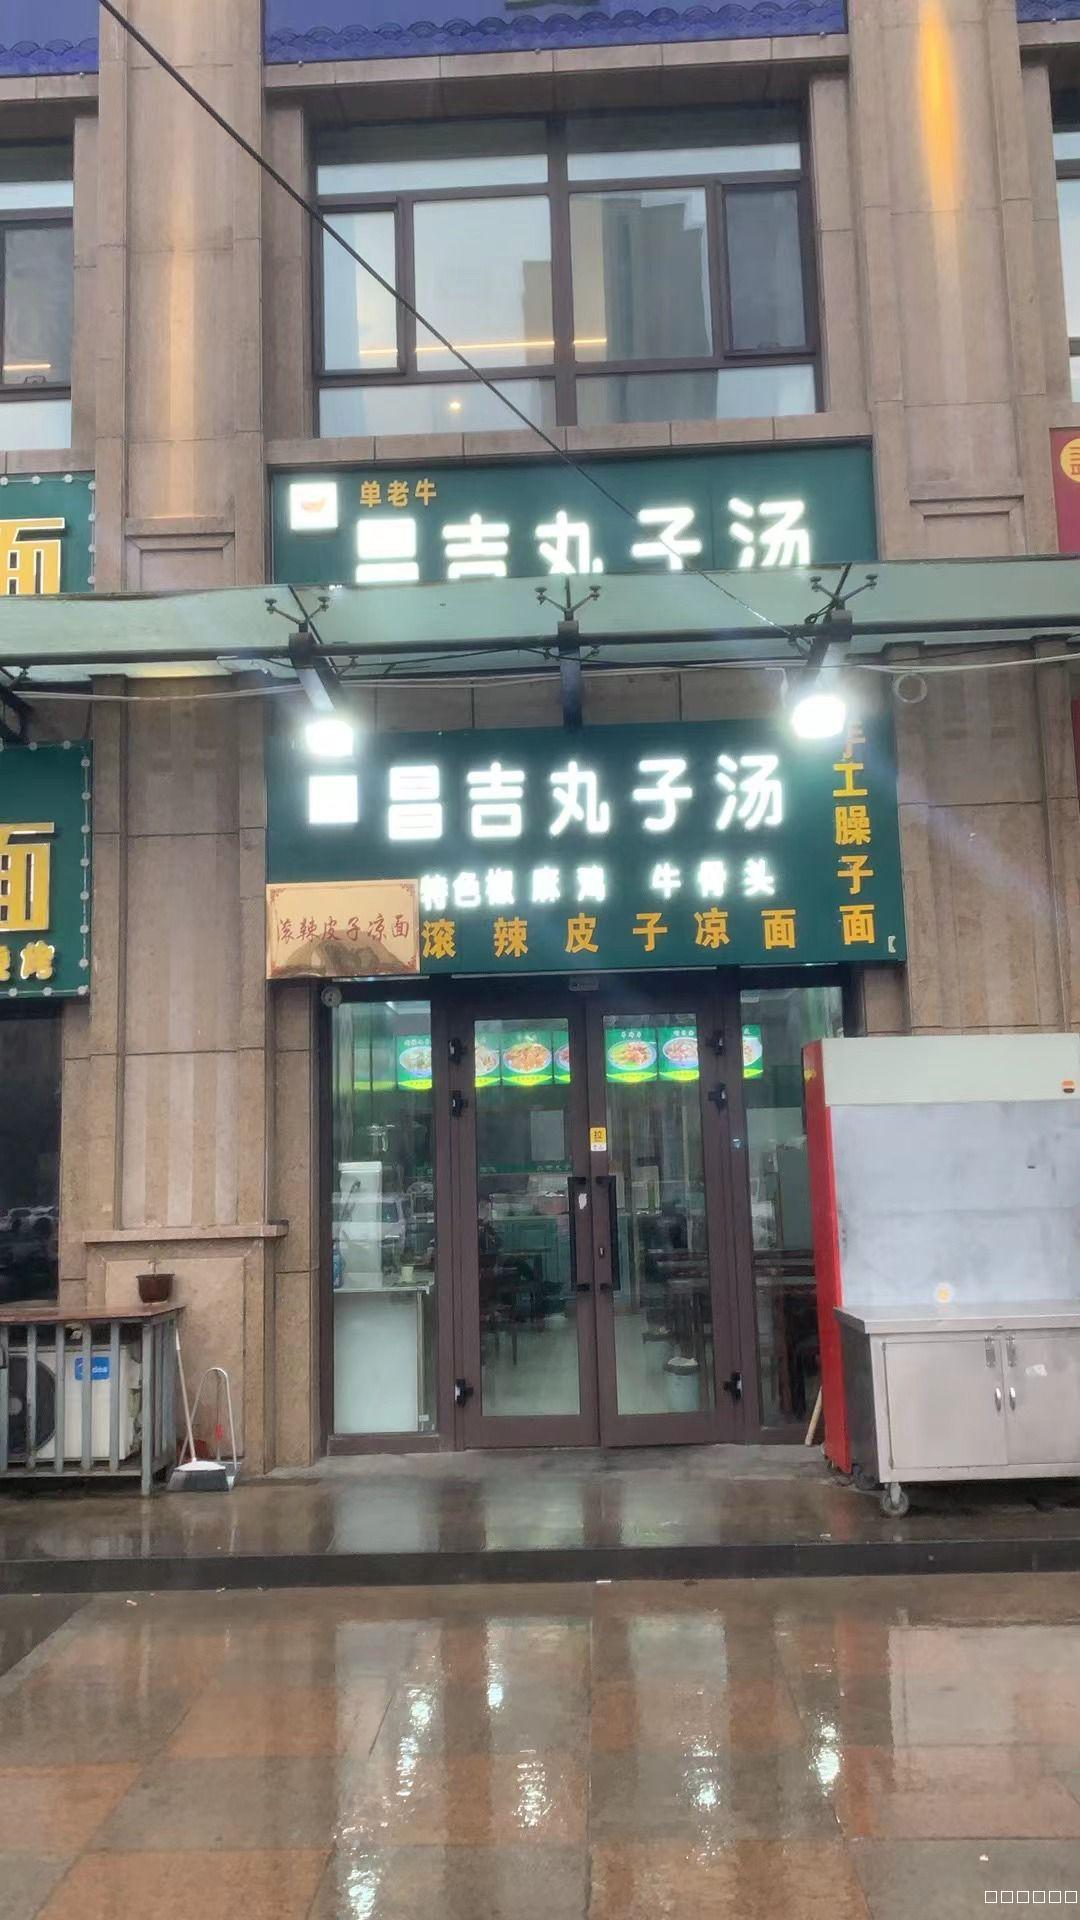 单老牛
昌吉丸子汤
昌吉丸子汤
特色椒麻鸡 牛骨头
滚辣皮子凉面
手工臊子面
滚辣皮子凉面
面
面
烤
拉